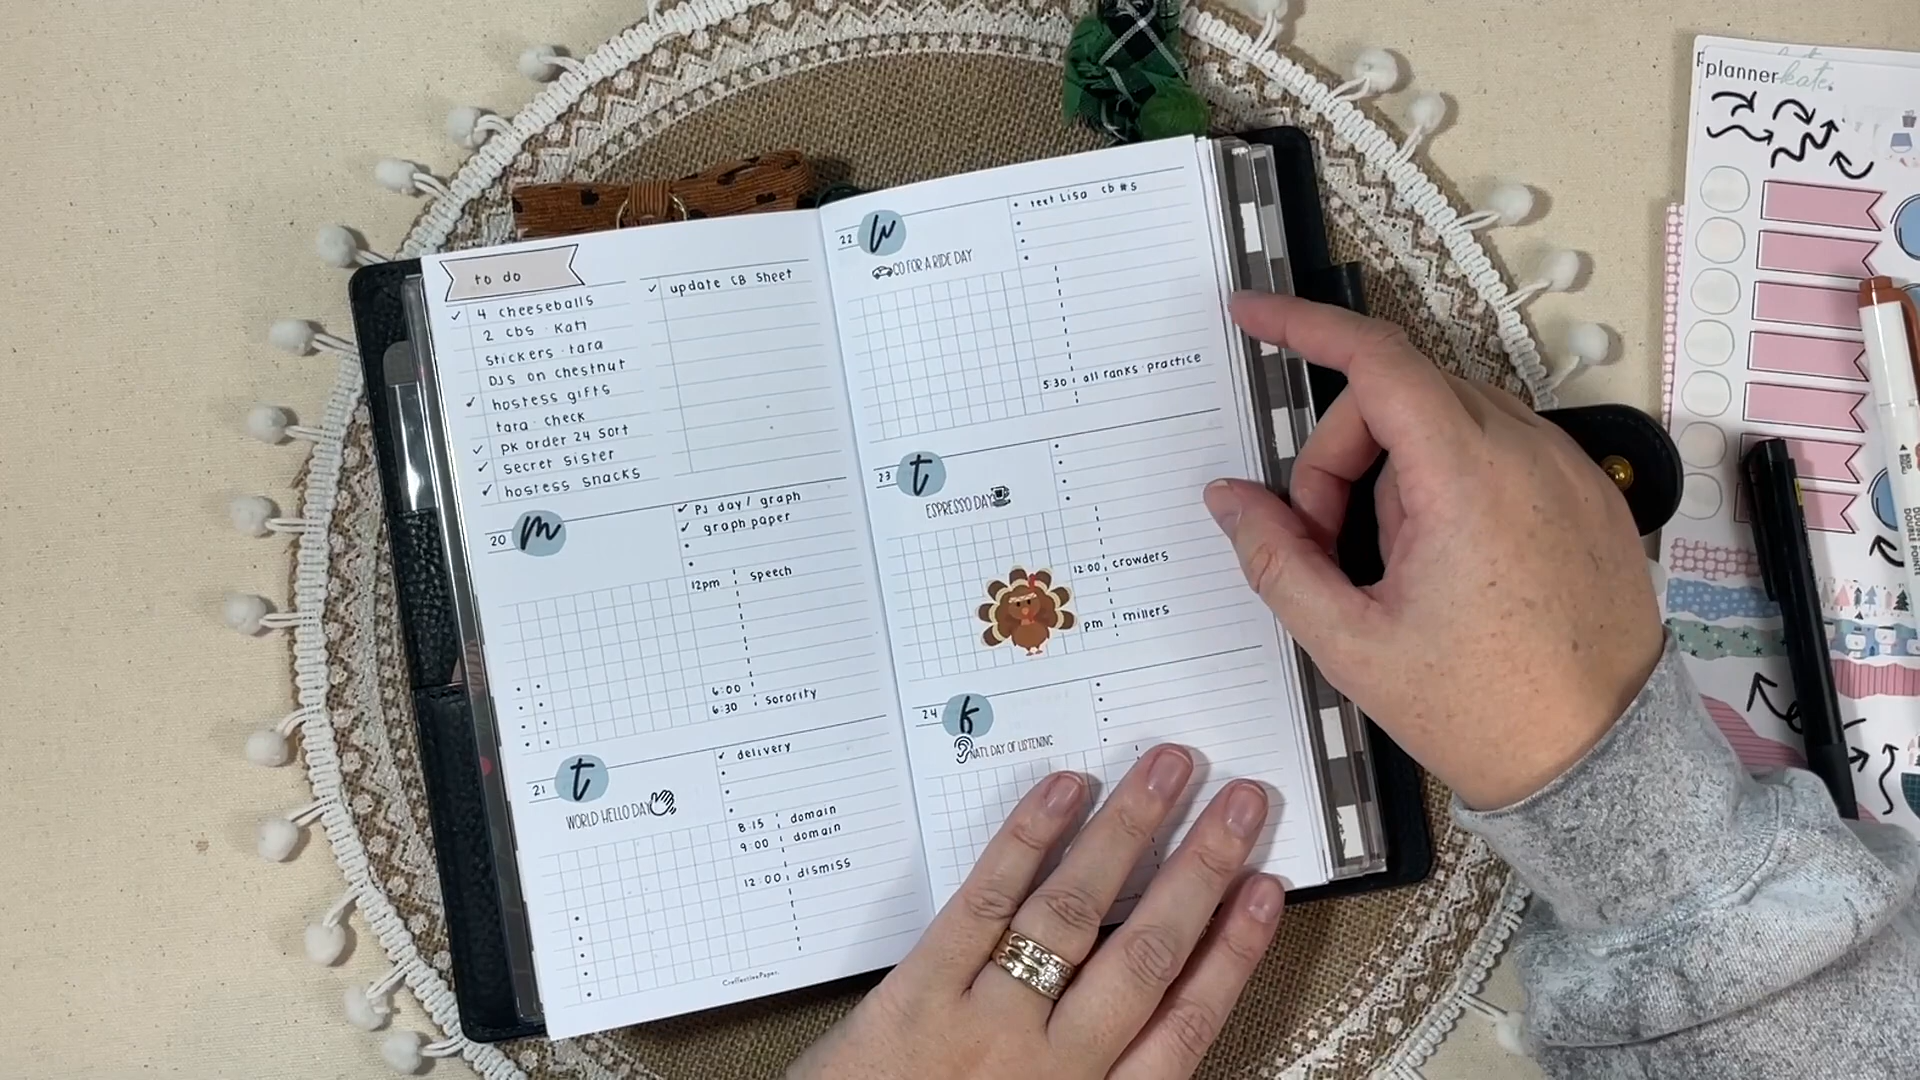 to do
✓ 4 cheeseballs
2 cbs · Kati
stickers · tara
DJS on chestnut
✓ hostess gifts
tara · check
✓ PK order 24 sort
✓ secret sister
✓ hostess snacks
✓ update CB sheet
20 m
✓ PJ day / graph
✓ graph paper
12pm speech
6:00
6:30 sorority
21 t
WORLD HELLO DAY
✓ delivery
8:15 domain
9:00 domain
12:00 dismiss
CreffectivePaper.
22 w
GO FOR A RIDE DAY
• text Lisa cb #s
5:30 all ranks · practice
23 t
ESPRESSO DAY
12:00 crowders
pm millers
24 f
NAT'L DAY OF LISTENING
planner kate.
planner